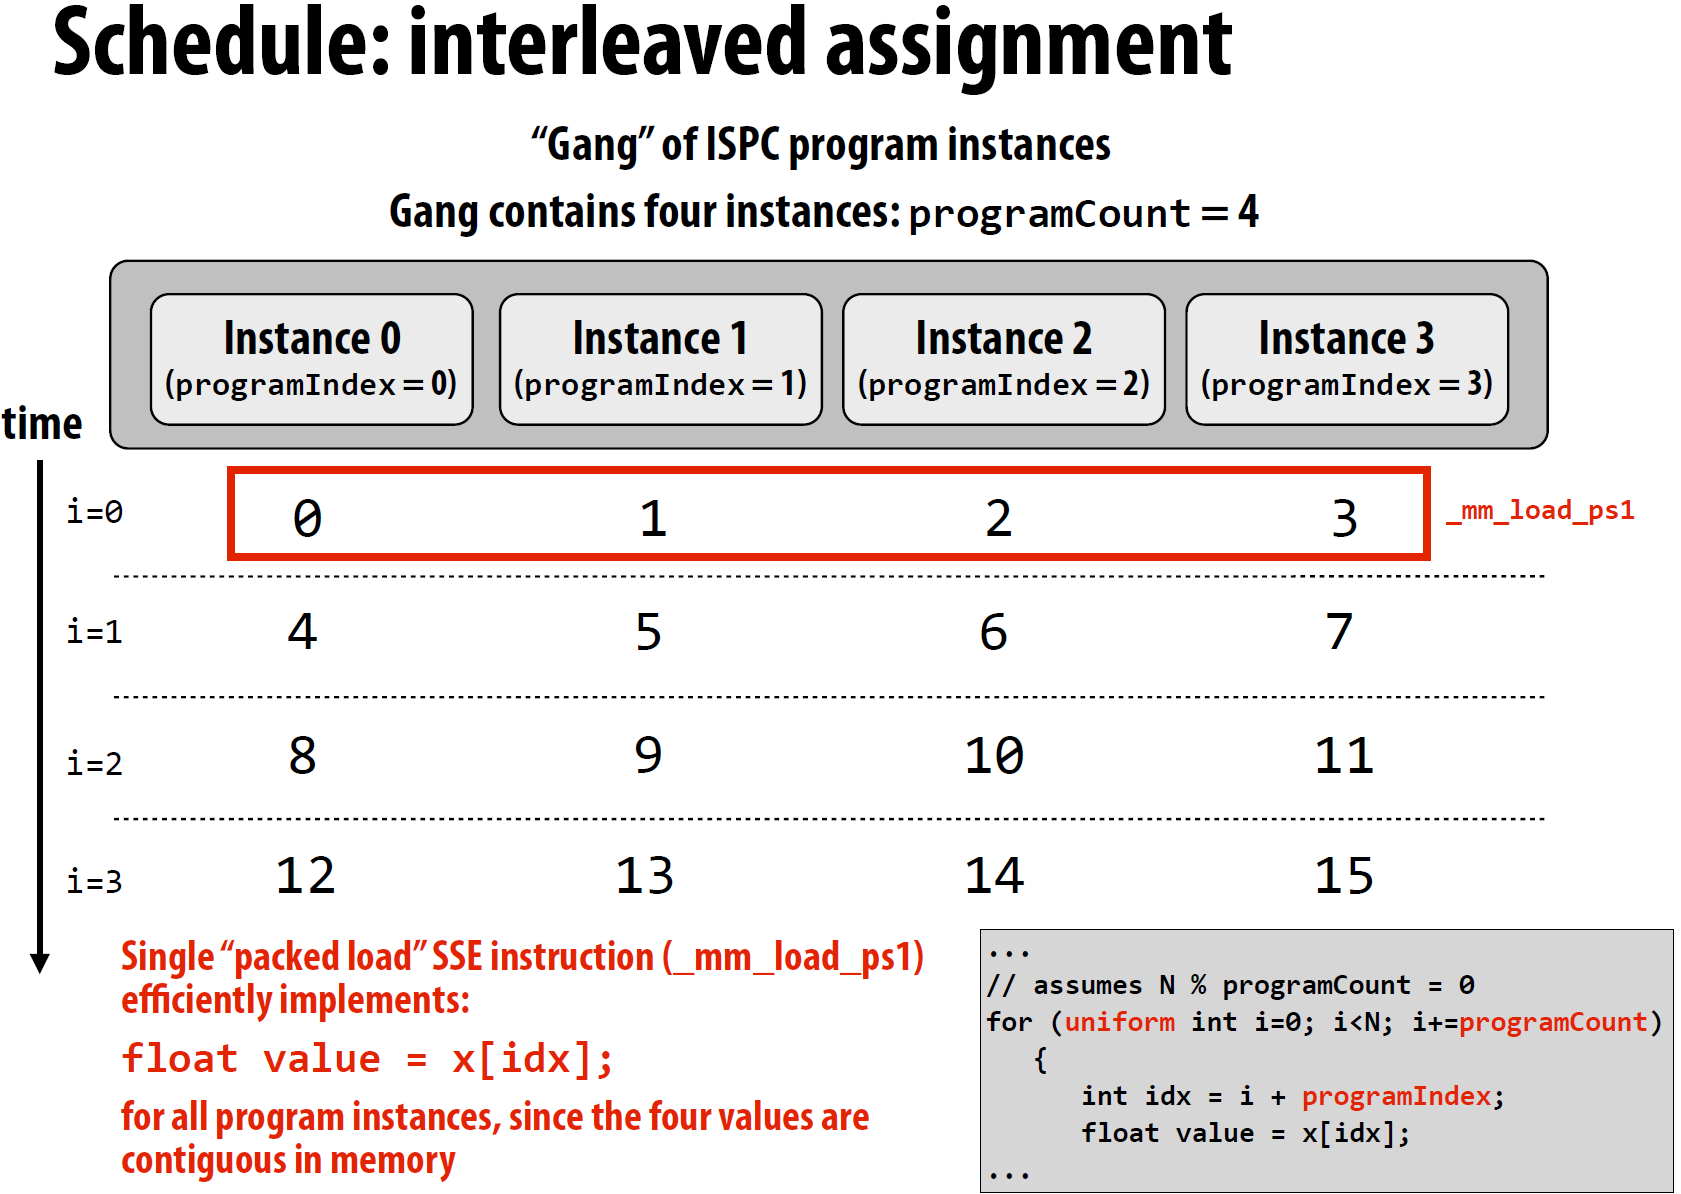 Schedule: interleaved assignment
“Gang” of ISPC program instances
Gang contains four instances: programCount = 4
Instance 0
(programIndex = 0)
Instance 1
(programIndex = 1)
Instance 2
(programIndex = 2)
Instance 3
(programIndex = 3)
time
i=0 0 1 2 3 _mm_load_ps1
i=1 4 5 6 7
i=2 8 9 10 11
i=3 12 13 14 15
Single “packed load” SSE instruction (_mm_load_ps1)
efficiently implements:
float value = x[idx];
for all program instances, since the four values are
contiguous in memory
...
// assumes N % programCount = 0
for (uniform int i=0; i<N; i+=programCount)
{
int idx = i + programIndex;
float value = x[idx];
...